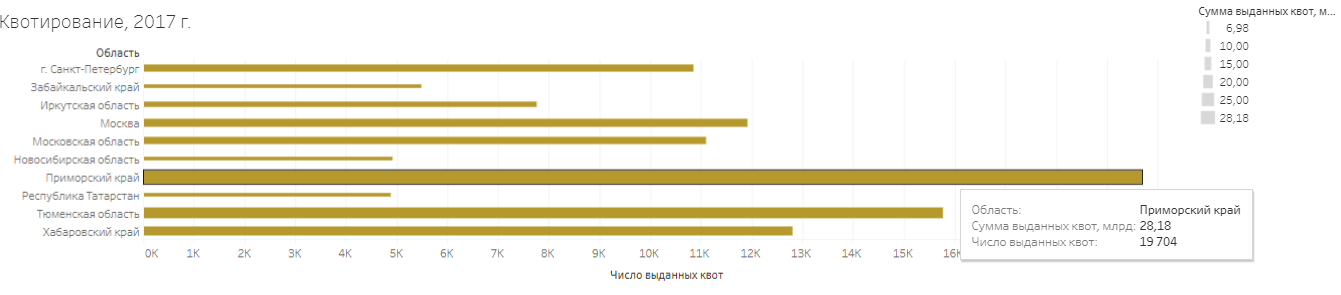 Квотирование, 2017 г.
Сумма выданных квот, м...
6,98
10,00
15,00
20,00
25,00
28,18
Область
г. Санкт-Петербург
Забайкальский край
Иркутская область
Москва
Московская область
Новосибирская область
Приморский край
Республика Татарстан
Тюменская область
Хабаровский край
Область: Приморский край
Сумма выданных квот, млрд: 28,18
Число выданных квот: 19 704
0K 1K 2K 3K 4K 5K 6K 7K 8K 9K 10K 11K 12K 13K 14K 15K 16K
Число выданных квот